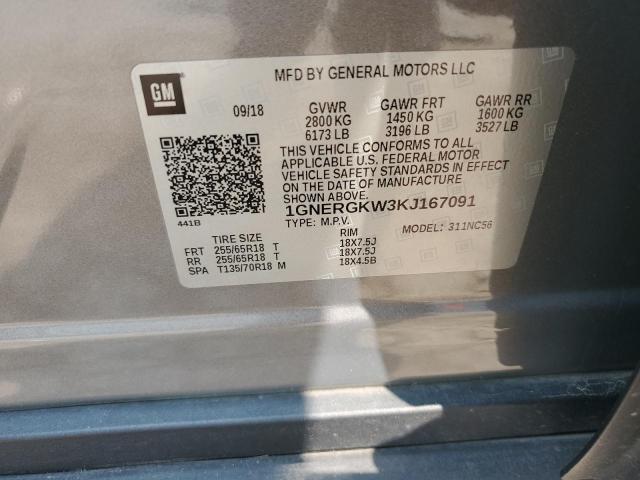 GM
MFD BY GENERAL MOTORS LLC
09/18 GVWR GAWR FRT GAWR RR
2800 KG 1450 KG 1600 KG
6173 LB 3196 LB 3527 LB
THIS VEHICLE CONFORMS TO ALL
APPLICABLE U.S. FEDERAL MOTOR
VEHICLE SAFETY STANDARDS IN EFFECT
ON THE DATE OF MANUFACTURE
SHOWN ABOVE.
1GNERGKW3KJ167091
441B TYPE: M.P.V. MODEL: 311NC56
TIRE SIZE RIM
FRT 255/65R18 T 18X7.5J
RR 255/65R18 T 18X7.5J
SPA T135/70R18 M 18X4.5B